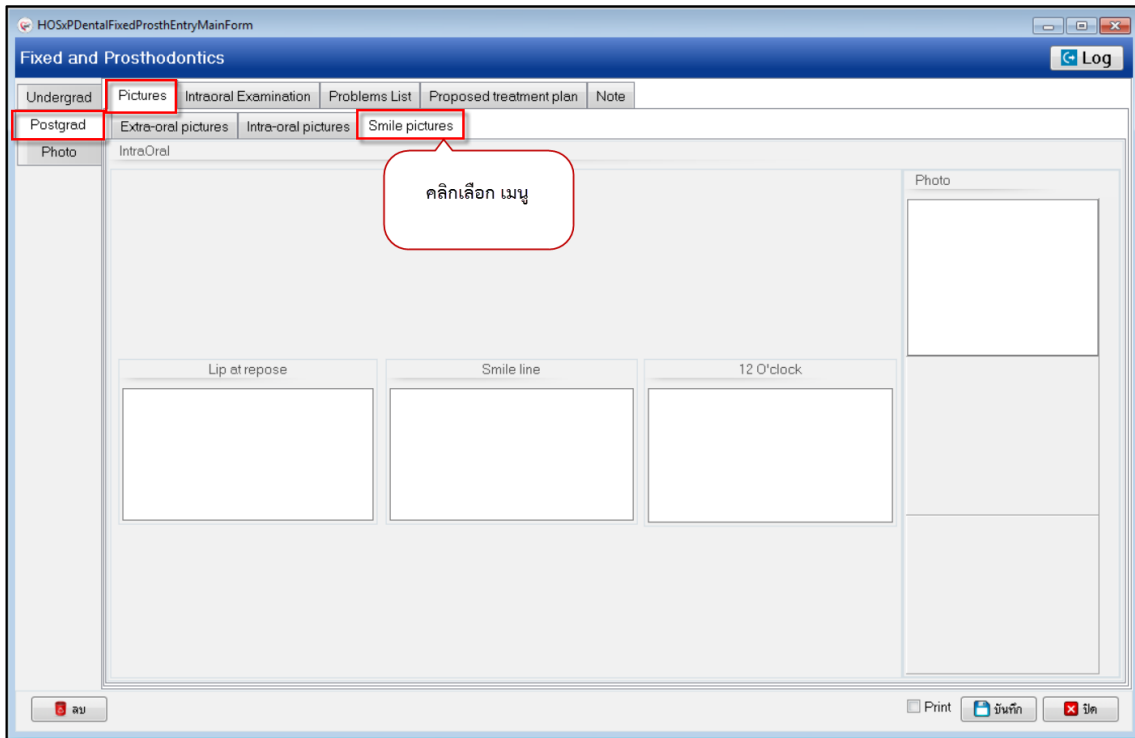 HOSxPDentalFixedProsthEntryMainForm
Fixed and Prosthodontics
Log
Undergrad
Pictures
Intraoral Examination
Problems List
Proposed treatment plan
Note
Postgrad
Extra-oral pictures
Intra-oral pictures
Smile pictures
Photo
IntraOral
คลิกเลือก เมนู
Photo
Lip at repose
Smile line
12 O'clock
ลบ
Print
บันทึก
ปิด